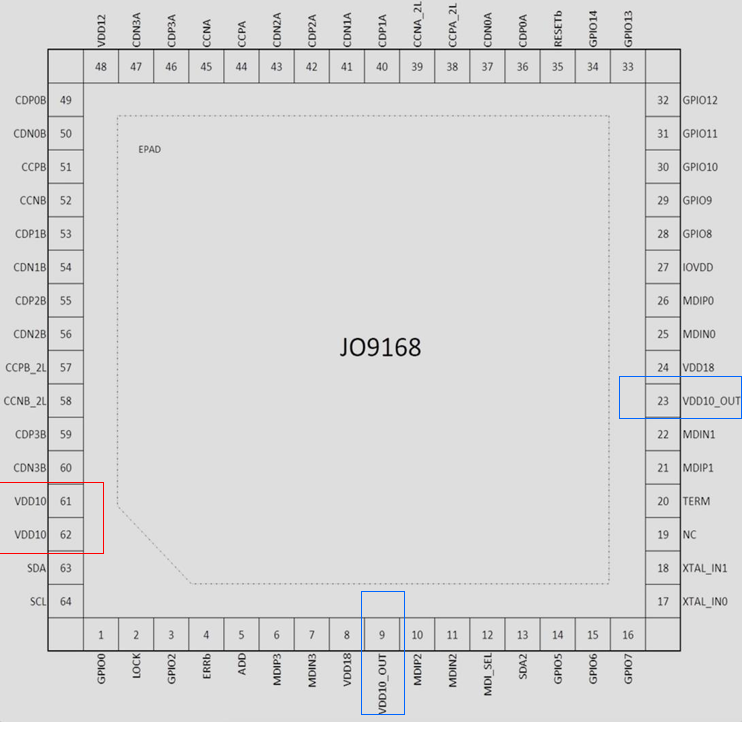 VDD12
CDN3A
CDP3A
CCNA
CCPA
CDN2A
CDP2A
CDN1A
CDP1A
CCNA_2L
CCPA_2L
CDN0A
CDP0A
RESETb
GPIO14
GPIO13
48 47 46 45 44 43 42 41 40 39 38 37 36 35 34 33
CDP0B 49 32 GPIO12
CDN0B 50 31 GPIO11
EPAD
CCPB 51 30 GPIO10
CCNB 52 29 GPIO9
CDP1B 53 28 GPIO8
CDN1B 54 27 IOVDD
CDP2B 55 26 MDIP0
CDN2B 56 25 MDIN0
JO9168
CCPB_2L 57 24 VDD18
CCNB_2L 58 23 VDD10_OUT
CDP3B 59 22 MDIN1
CDN3B 60 21 MDIP1
VDD10 61 20 TERM
VDD10 62 19 NC
SDA 63 18 XTAL_IN1
SCL 64 17 XTAL_IN0
1 2 3 4 5 6 7 8 9 10 11 12 13 14 15 16
GPIO0
LOCK
GPIO2
ERRb
ADD
MDIP3
MDIN3
VDD18
VDD10_OUT
MDIP2
MDIN2
MDI_SEL
SDA2
GPIO5
GPIO6
GPIO7